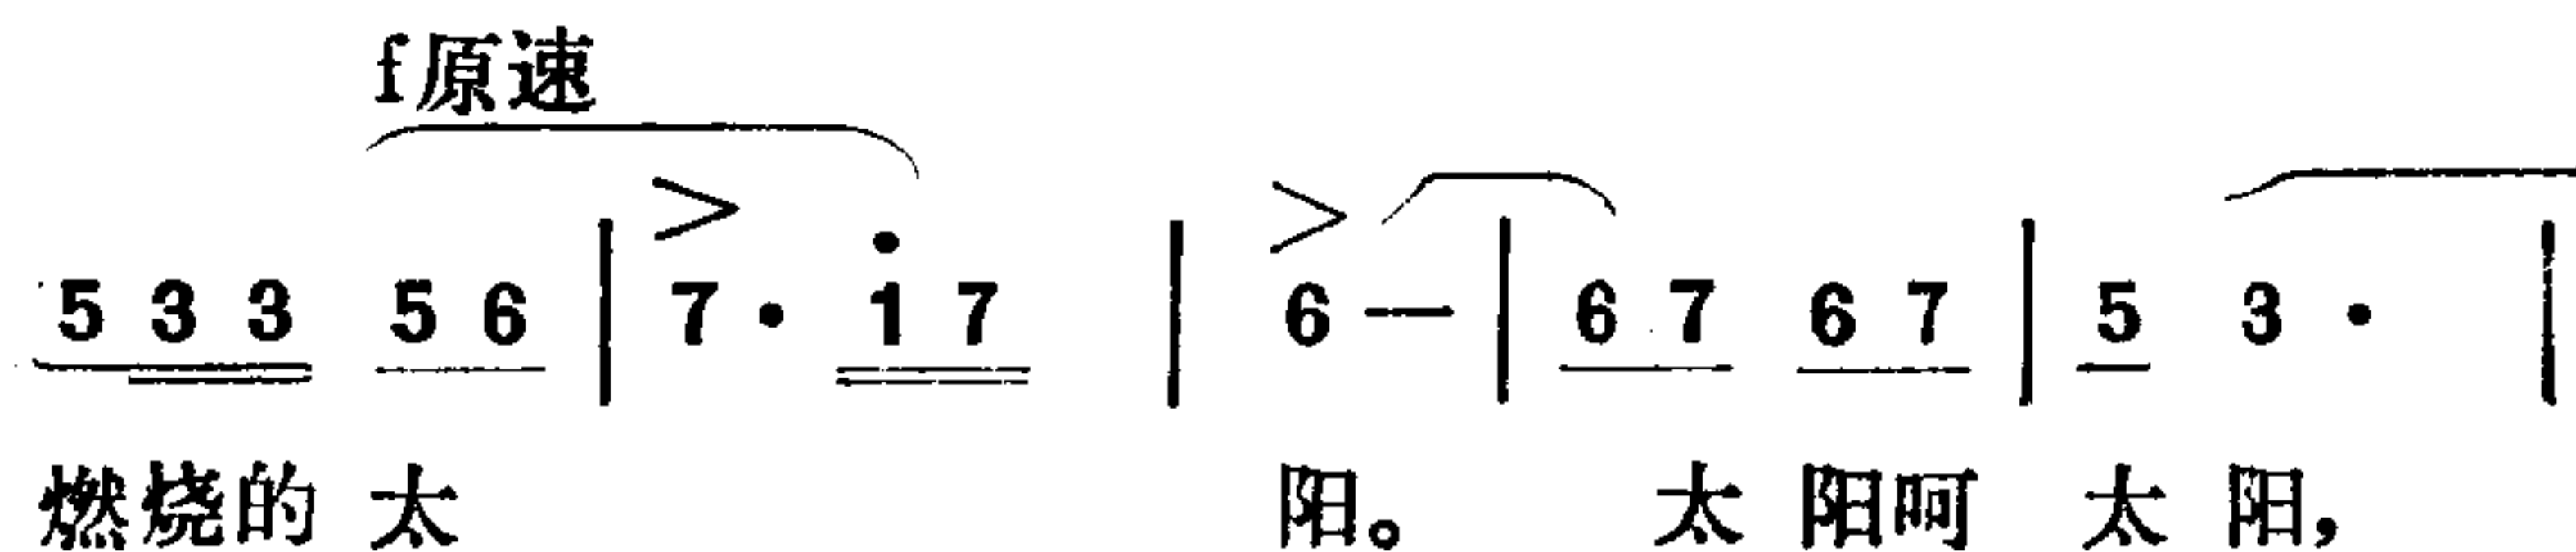 f原速
5 3 3 5 6 | 7 · 1̇ 7 | 6 — | 6 7 6 7 | 5 3 · |
燃烧的 太 阳。 太 阳呵 太 阳,